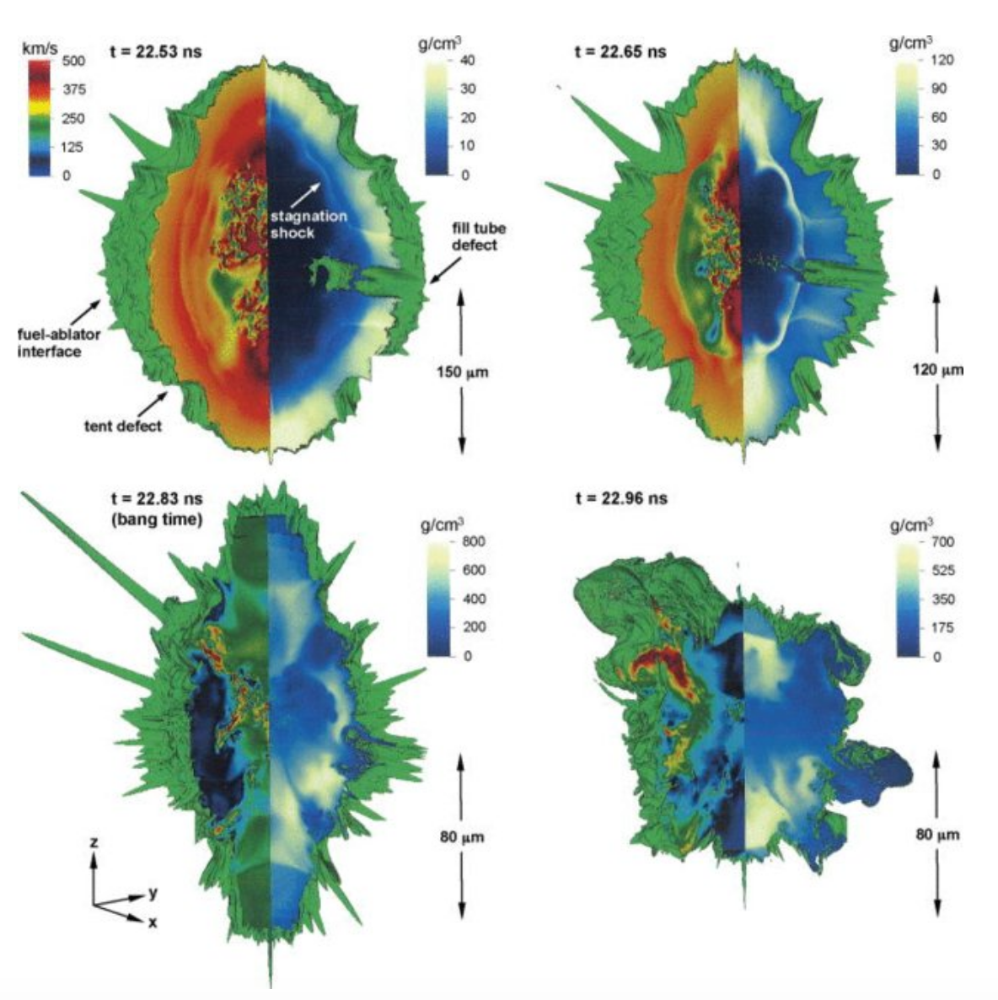 km/s
500
375
250
125
0
t = 22.53 ns
g/cm³
40
30
20
10
0
stagnation
shock
fill tube
defect
fuel-ablator
interface
tent defect
150 μm
t = 22.65 ns
g/cm³
120
90
60
30
0
120 μm
t = 22.83 ns
(bang time)
g/cm³
800
600
400
200
0
80 μm
z
y
x
t = 22.96 ns
g/cm³
700
525
350
175
0
80 μm